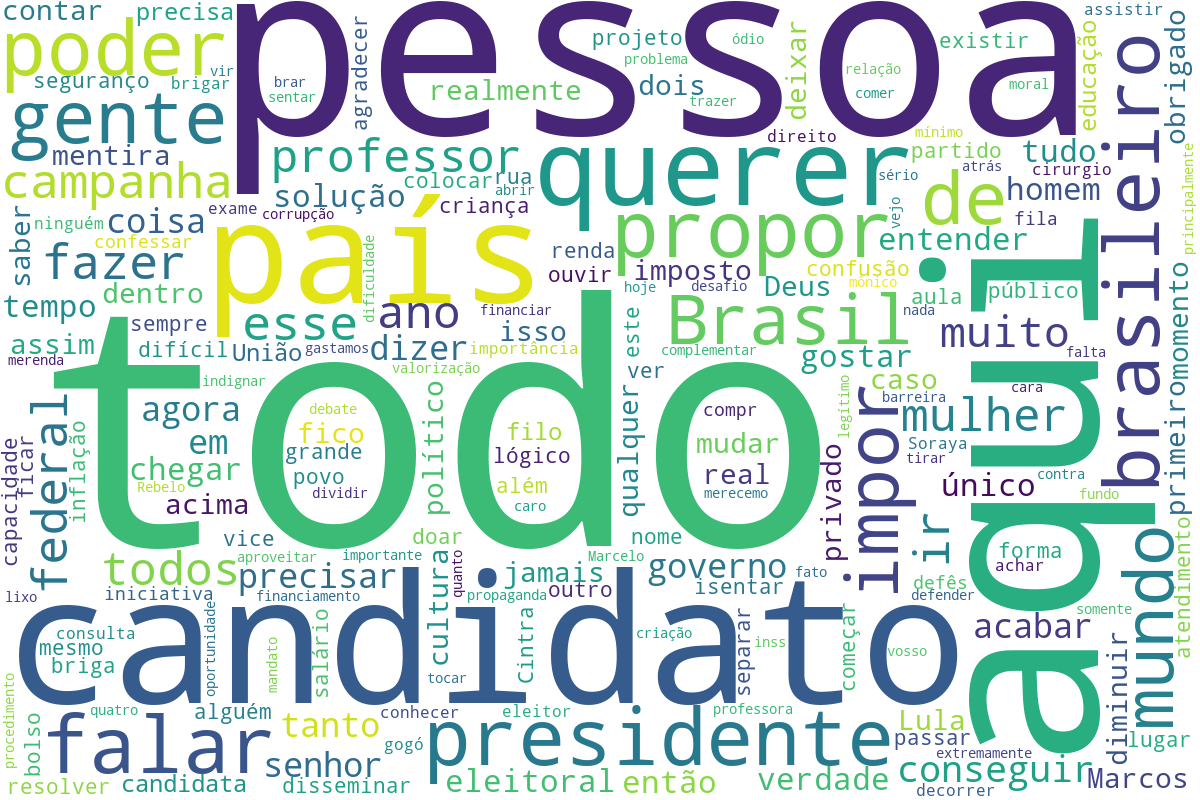 contar
precisa
pessoa
assistir
poder
projeto
ódio
existir
segurança
vir
brigar
brar
sentar
agradecer
realmente
problema
dois
trazer
relação
comer
deixar
moral
educação
brasileiro
obrigado
gente
mentira
professor
querer
direito
mínimo
partido
tudo
campanha
solução
colocar
rua
abrir
sério
atrás
cirurgio
homem
de
principalmente
ninguém
coisa
exame
corrupção
criança
país
propor
vejo
fila
saber
confessar
fazer
dificuldade
renda
entender
ouvir
imposto
confusão
Deus
mônico
aula
público
momento
dentro
tempo
sempre
ano
financiar
hoje
desafio
nada
aqui
esse
isso
este
Brasil
muito
assim
difícil
União
gastamos
dizer
importância
complementar
gostar
falta
merenda
valorização
ver
caso
cara
indignar
todo
legítimo
barreira
impor
mulher
primeiro
federal
agora
debate
fico
político
filo
compr
qualquer
mudar
Soraya
tirar
em
grande
lógico
real
contra
inflação
chegar
povo
além
único
capacidade
ficar
Rebelo
dividir
caro
merecemo
privado
fundo
acima
vice
doar
nome
ir
forma
achar
mundo
todos
aproveitar
importante
Marcelo
governo
fato
precisar
cultura
quanto
jamais
outro
isentar
defês
defender
atendimento
lixo
iniciativa
financiamento
propaganda
somente
candidato
consulta
mesmo
briga
oportunidade
mandato
salário
tocar
Cintra
criação
separar
inss
começar
vosso
acabar
diminuir
procedimento
quatro
alguém
conhecer
eleitor
professora
bolso
falar
tanto
gogó
presidente
Lula
passar
lugar
extremamente
senhor
resolver
candidata
disseminar
eleitoral
então
verdade
conseguir
decorrer
Marcos